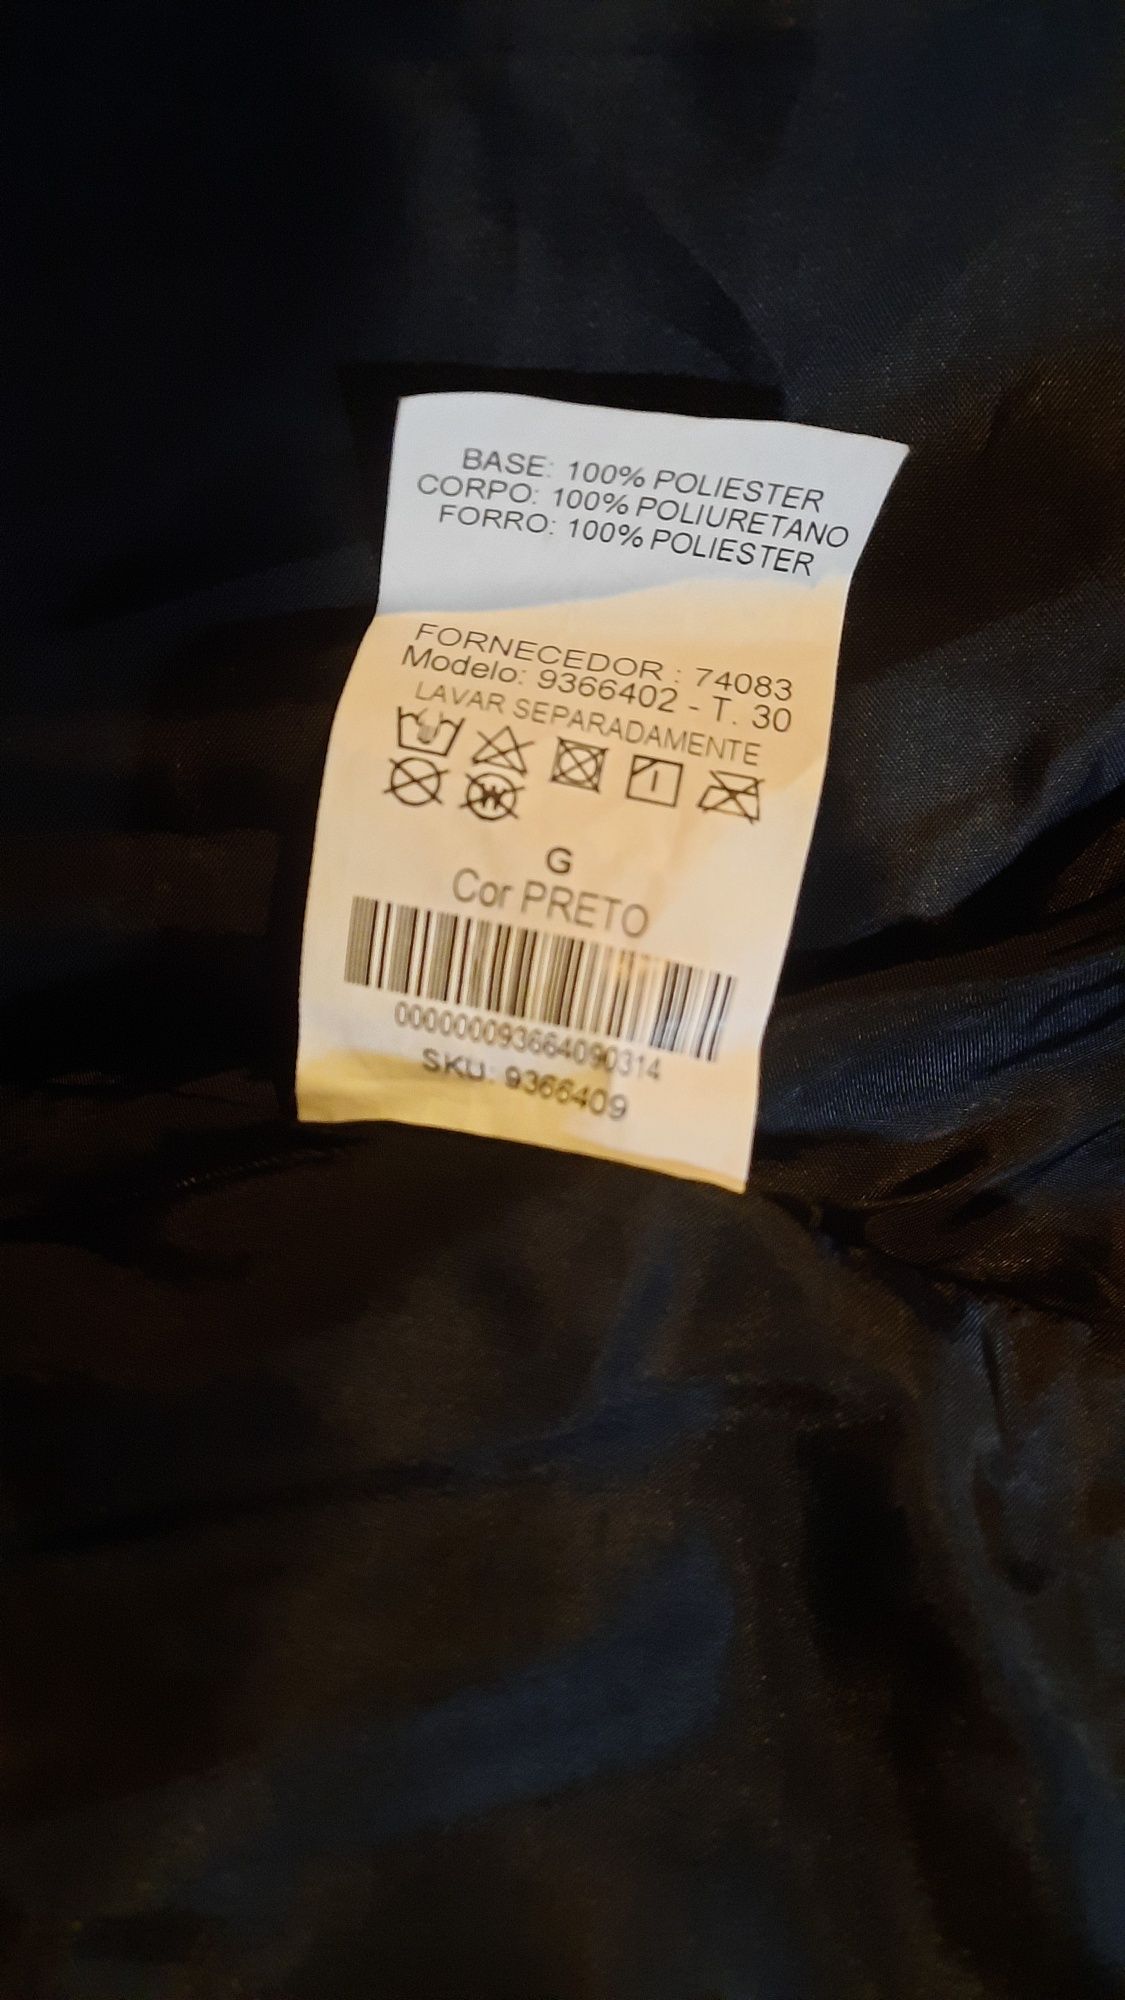 BASE: 100% POLIESTER
CORPO: 100% POLIURETANO
FORRO: 100% POLIESTER
FORNECEDOR : 74083
Modelo: 9366402 - T. 30
LAVAR SEPARADAMENTE
G
Cor PRETO
000000093664090314
SKU: 9366409